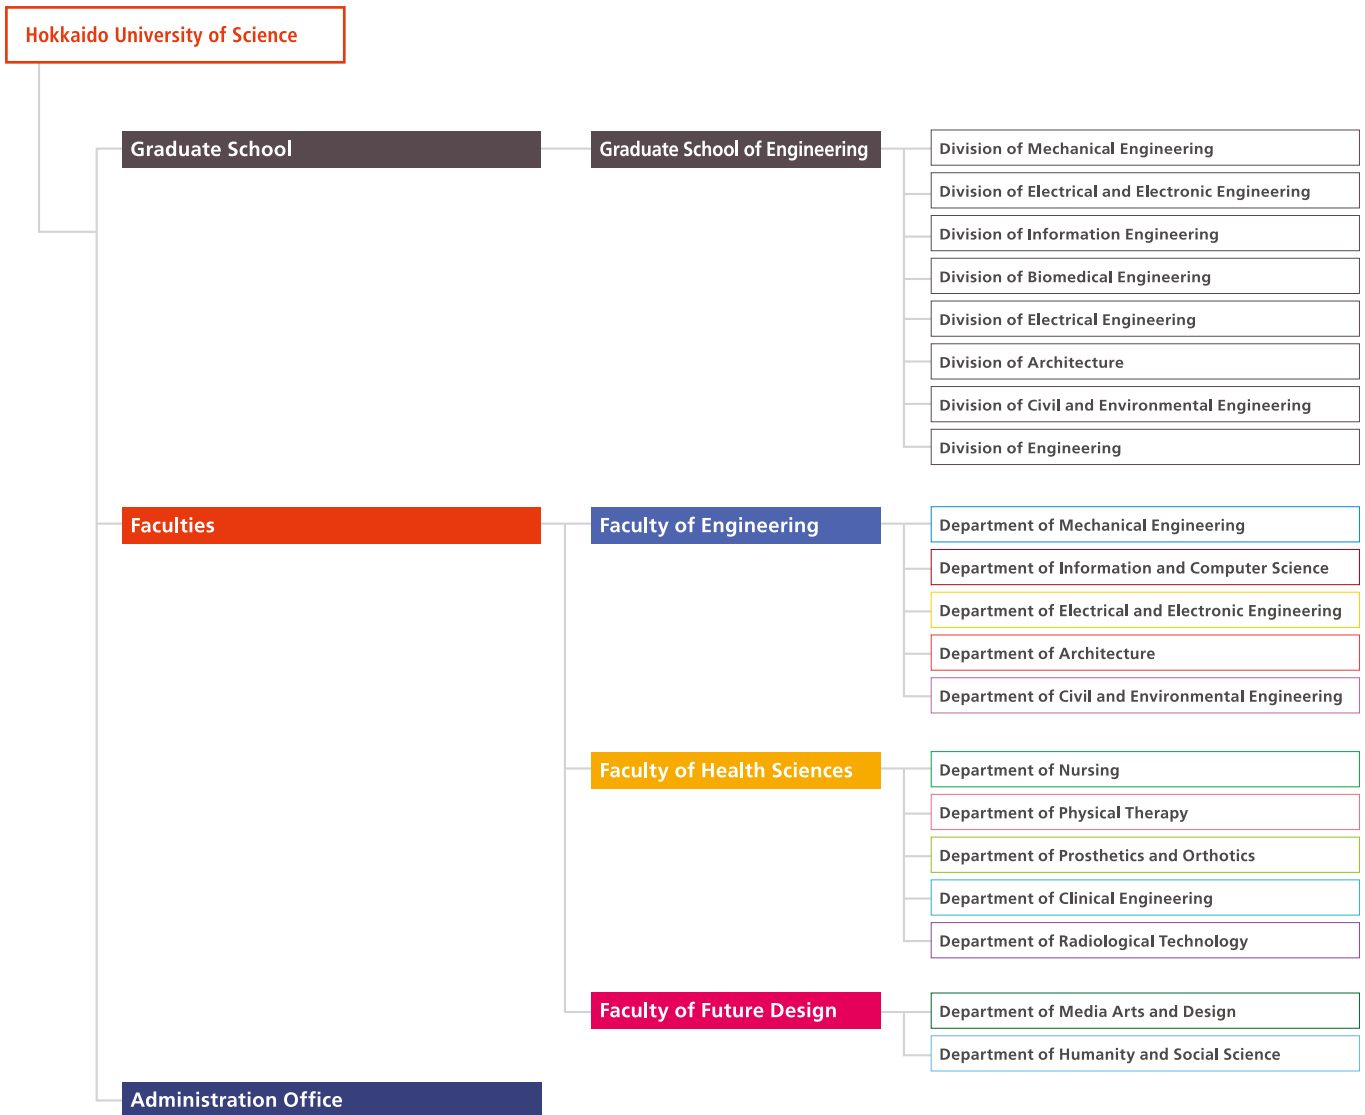 Hokkaido University of Science
Graduate School
Graduate School of Engineering
Division of Mechanical Engineering
Division of Electrical and Electronic Engineering
Division of Information Engineering
Division of Biomedical Engineering
Division of Electrical Engineering
Division of Architecture
Division of Civil and Environmental Engineering
Division of Engineering
Faculties
Faculty of Engineering
Department of Mechanical Engineering
Department of Information and Computer Science
Department of Electrical and Electronic Engineering
Department of Architecture
Department of Civil and Environmental Engineering
Faculty of Health Sciences
Department of Nursing
Department of Physical Therapy
Department of Prosthetics and Orthotics
Department of Clinical Engineering
Department of Radiological Technology
Faculty of Future Design
Department of Media Arts and Design
Department of Humanity and Social Science
Administration Office